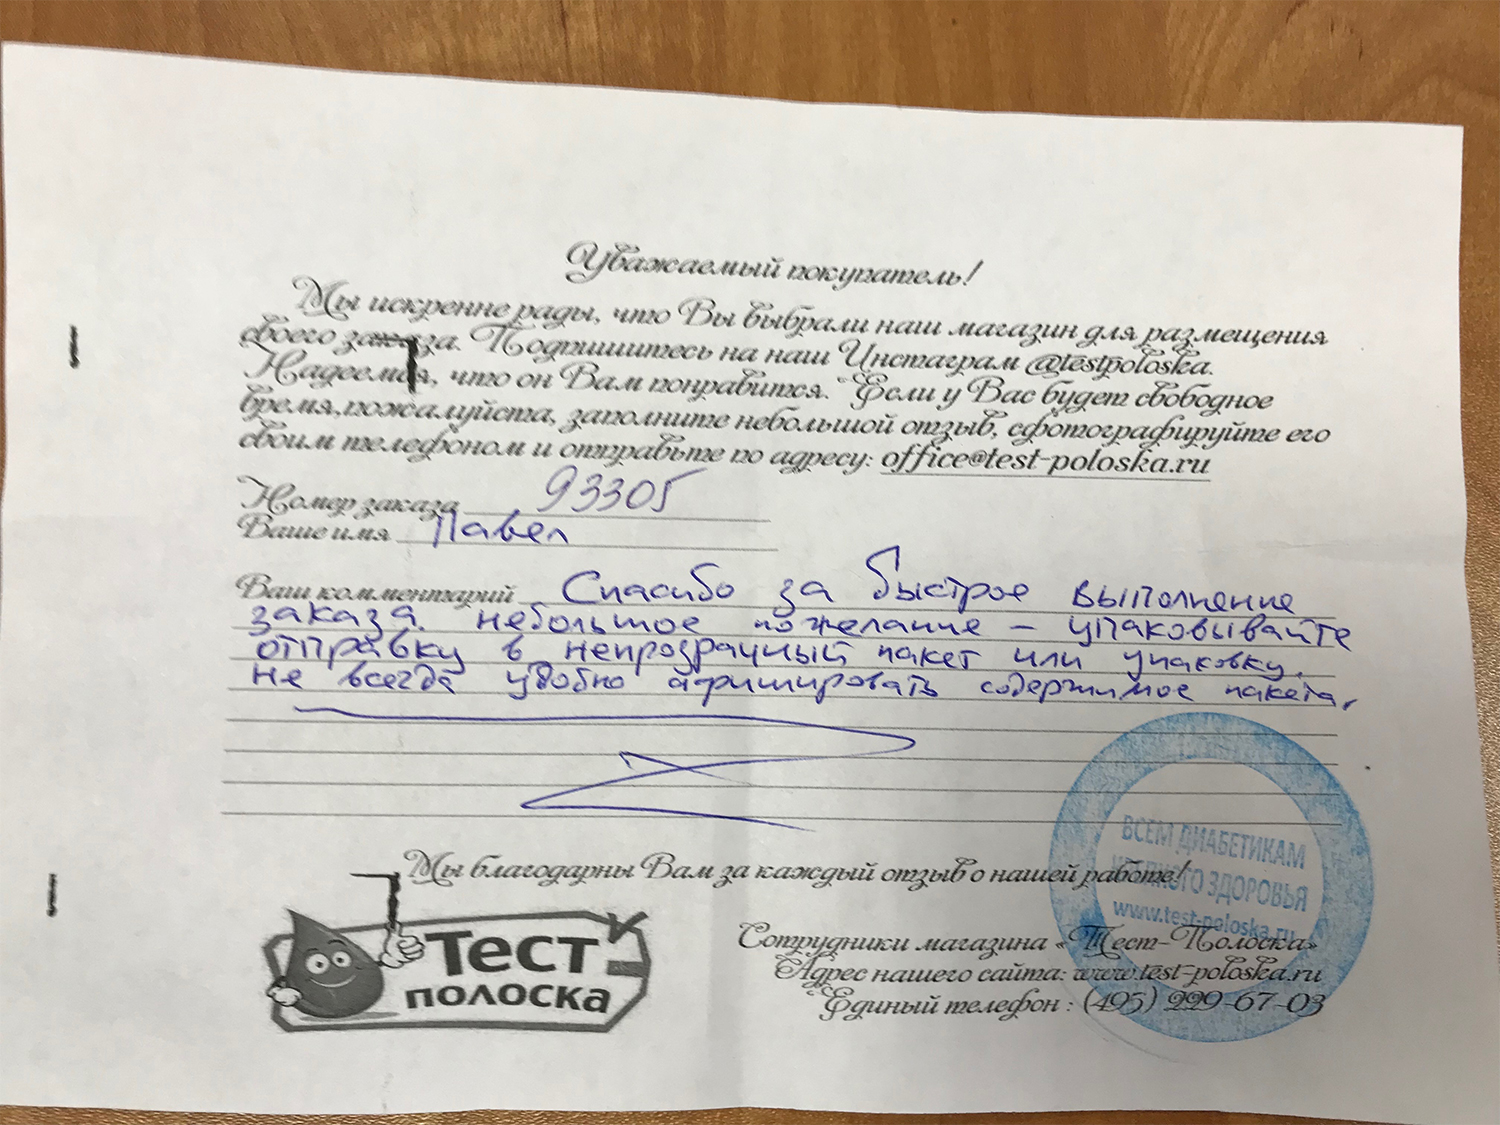 Уважаемый покупатель!
Мы искренне рады, что Вы выбрали наш магазин для размещения
своего заказа. Подпишитесь на наш Инстаграм @testpoloska.
Надеемся, что он Вам понравится. Если у Вас будет свободное
время,пожалуйста, заполните небольшой отзыв, сфотографируйте его
своим телефоном и отправьте по адресу: office@test-poloska.ru
Номер заказа 93305
Ваше имя Павел
Ваш комментарий Спасибо за быстрое выполнение
заказа. небольшое пожелание – упаковывайте
отправку в непрозрачный пакет или упаковку.
Не всегда удобно афишировать содержимое пакета.
Мы благодарны Вам за каждый отзыв о нашей работе!
ВСЕМ ДИАБЕТИКАМ
КРЕПКОГО ЗДОРОВЬЯ
www.test-poloska.ru
Тест
полоска
Сотрудники магазина «Тест-Полоска»
Адрес нашего сайта: www.test-poloska.ru
Единый телефон : (495) 229-67-03